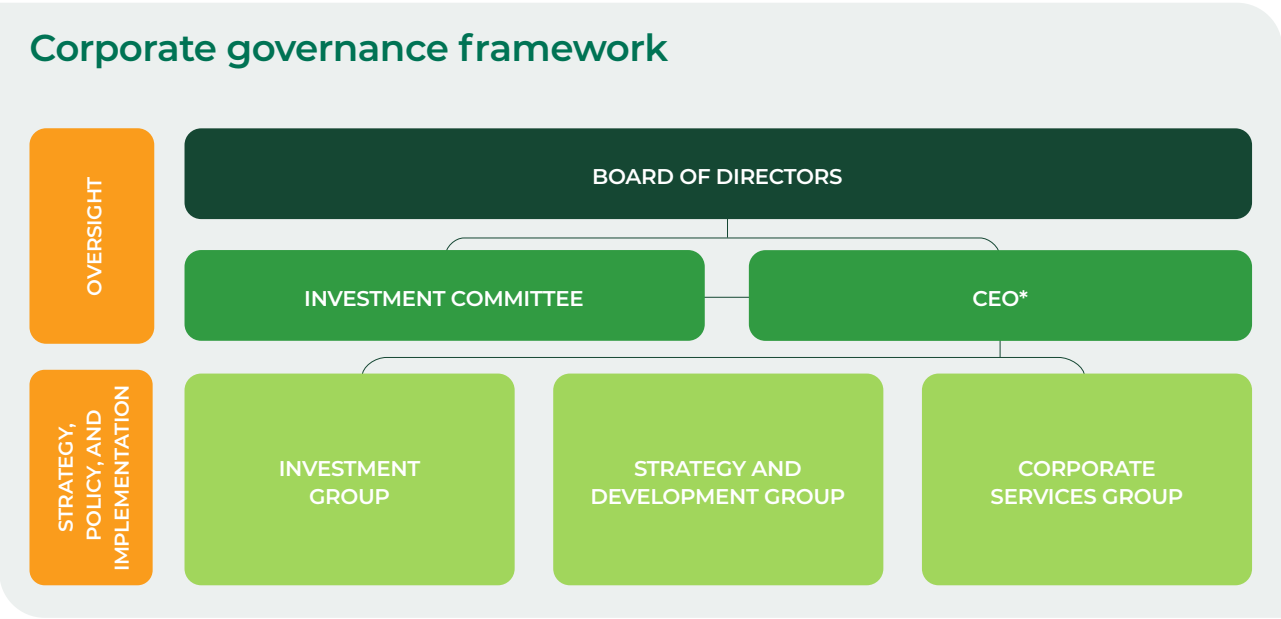 Corporate governance framework
OVERSIGHT
BOARD OF DIRECTORS
INVESTMENT COMMITTEE
CEO*
STRATEGY,
POLICY, AND
IMPLEMENTATION
INVESTMENT
GROUP
STRATEGY AND
DEVELOPMENT GROUP
CORPORATE
SERVICES GROUP